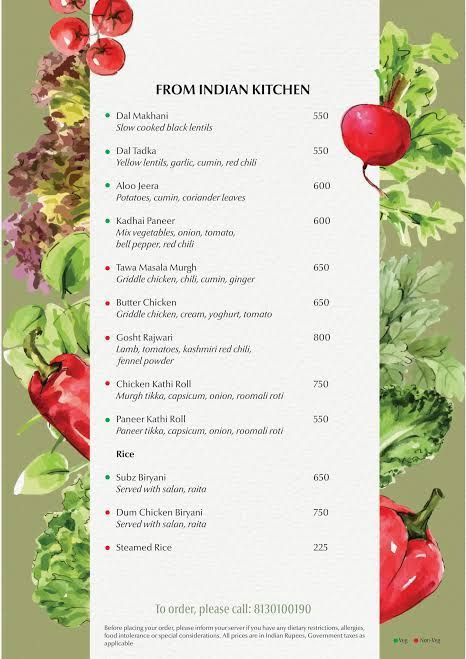 FROM INDIAN KITCHEN
Dal Makhani 550
Slow cooked black lentils
Dal Tadka 550
Yellow lentils, garlic, cumin, red chili
Aloo Jeera 600
Potatoes, cumin, coriander leaves
Kadhai Paneer 600
Mix vegetables, onion, tomato,
bell pepper, red chili
Tawa Masala Murgh 650
Griddle chicken, chili, cumin, ginger
Butter Chicken 650
Griddle chicken, cream, yoghurt, tomato
Gosht Rajwari 800
Lamb, tomatoes, kashmiri red chili,
fennel powder
Chicken Kathi Roll 750
Murgh tikka, capsicum, onion, roomali roti
Paneer Kathi Roll 550
Paneer tikka, capsicum, onion, roomali roti
Rice
Subz Biryani 650
Served with salan, raita
Dum Chicken Biryani 750
Served with salan, raita
Steamed Rice 225
To order, please call: 8130100190
Before placing your order, please inform your server if you have any dietary restrictions, allergies,
food intolerance or special considerations. All prices are in Indian Rupees, Government taxes as
applicable
Veg Non-Veg